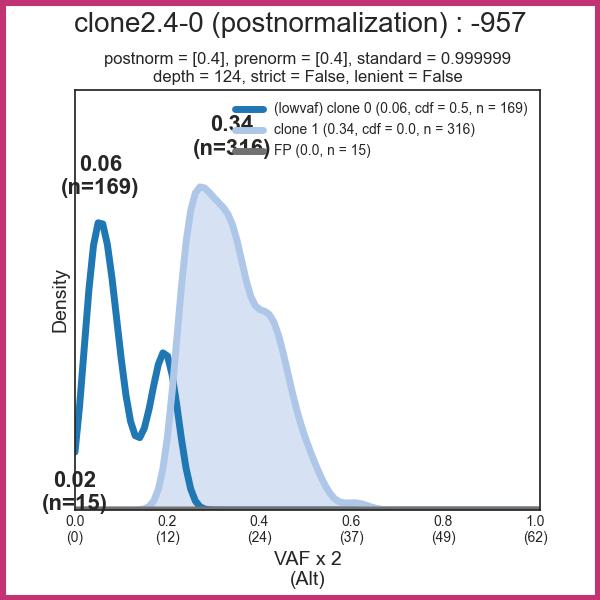 clone2.4-0 (postnormalization) : -957
postnorm = [0.4], prenorm = [0.4], standard = 0.999999
depth = 124, strict = False, lenient = False
(lowvaf) clone 0 (0.06, cdf = 0.5, n = 169)
clone 1 (0.34, cdf = 0.0, n = 316)
FP (0.0, n = 15)
0.34
(n=316)
0.06
(n=169)
Density
0.02
(n=15)
0.0 0.2 0.4 0.6 0.8 1.0
(0) (12) (24) (37) (49) (62)
VAF x 2
(Alt)